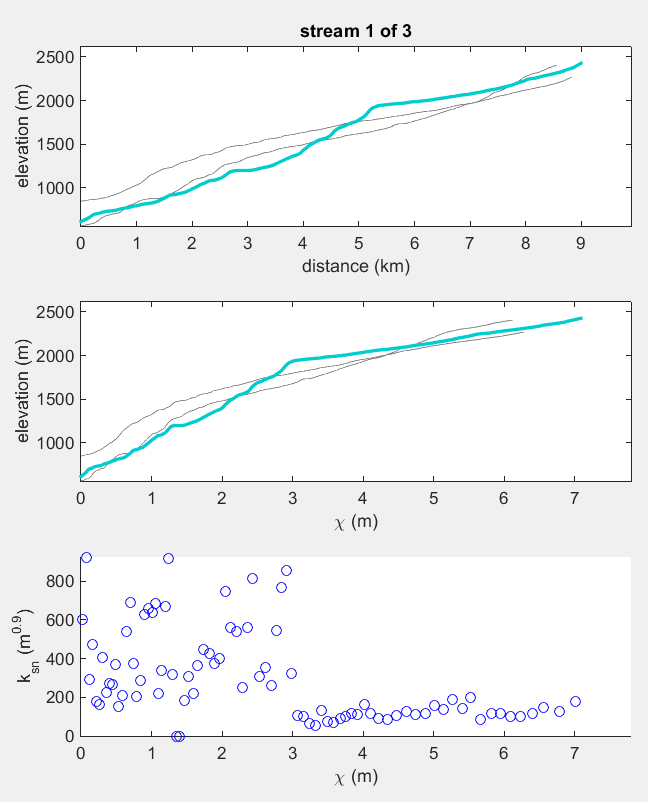 stream 1 of 3
2500
2000
1500
1000
elevation (m)
0 1 2 3 4 5 6 7 8 9
distance (km)
2500
2000
1500
1000
elevation (m)
0 1 2 3 4 5 6 7
χ (m)
800
600
400
200
0
k_sn (m^0.9)
0 1 2 3 4 5 6 7
χ (m)